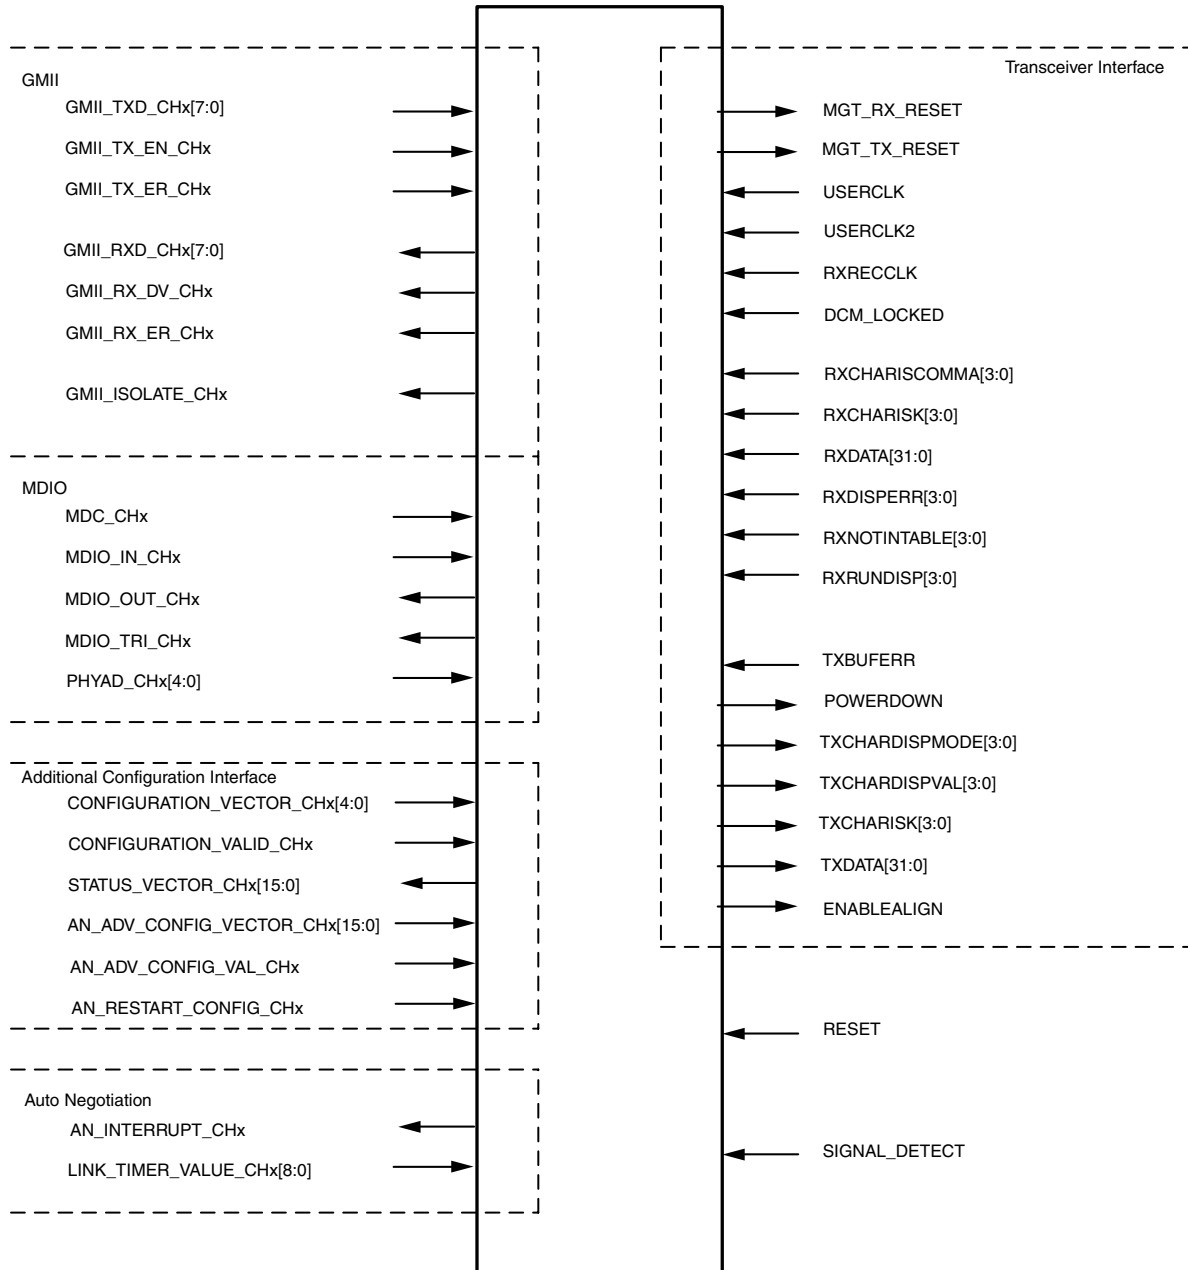 GMII
GMII_TXD_CHx[7:0]
GMII_TX_EN_CHx
GMII_TX_ER_CHx
GMII_RXD_CHx[7:0]
GMII_RX_DV_CHx
GMII_RX_ER_CHx
GMII_ISOLATE_CHx
MDIO
MDC_CHx
MDIO_IN_CHx
MDIO_OUT_CHx
MDIO_TRI_CHx
PHYAD_CHx[4:0]
Additional Configuration Interface
CONFIGURATION_VECTOR_CHx[4:0]
CONFIGURATION_VALID_CHx
STATUS_VECTOR_CHx[15:0]
AN_ADV_CONFIG_VECTOR_CHx[15:0]
AN_ADV_CONFIG_VAL_CHx
AN_RESTART_CONFIG_CHx
Auto Negotiation
AN_INTERRUPT_CHx
LINK_TIMER_VALUE_CHx[8:0]
Transceiver Interface
MGT_RX_RESET
MGT_TX_RESET
USERCLK
USERCLK2
RXRECCLK
DCM_LOCKED
RXCHARISCOMMA[3:0]
RXCHARISK[3:0]
RXDATA[31:0]
RXDISPERR[3:0]
RXNOTINTABLE[3:0]
RXRUNDISP[3:0]
TXBUFERR
POWERDOWN
TXCHARDISPMODE[3:0]
TXCHARDISPVAL[3:0]
TXCHARISK[3:0]
TXDATA[31:0]
ENABLEALIGN
RESET
SIGNAL_DETECT